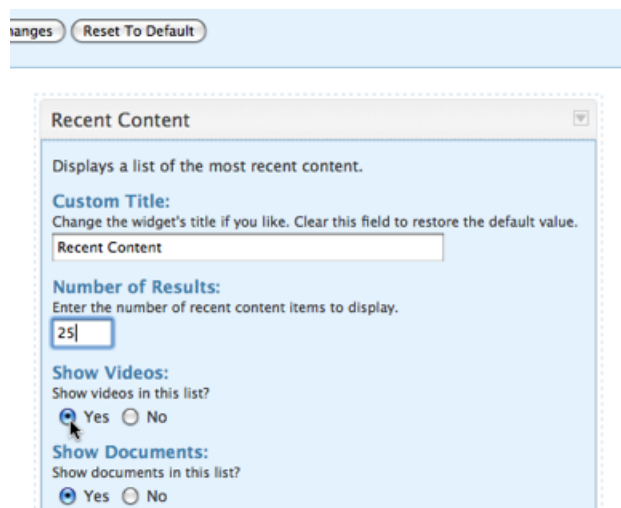 Reset To Default
Recent Content
Displays a list of the most recent content.
Custom Title:
Change the widget's title if you like. Clear this field to restore the default value.
Recent Content
Number of Results:
Enter the number of recent content items to display.
25
Show Videos:
Show videos in this list?
Yes No
Show Documents:
Show documents in this list?
Yes No